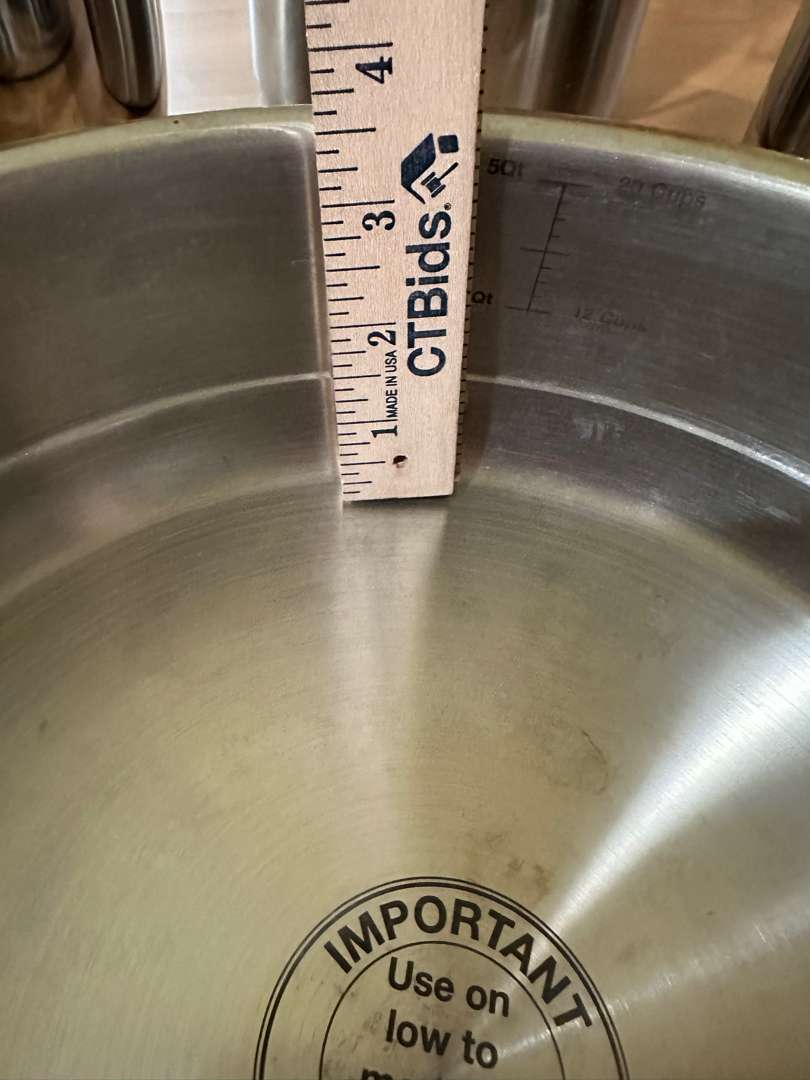 4
3
2
1
MADE IN USA
CTBids.®
5Qt
20 Cups
Qt
12 Cups
IMPORTANT
Use on
low to